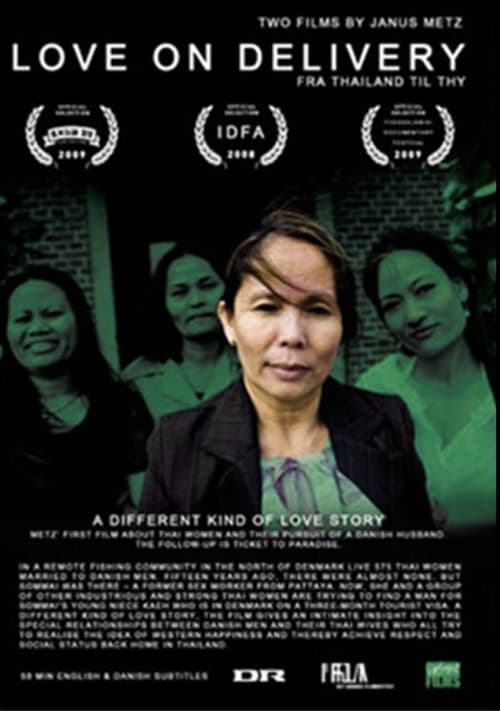 TWO FILMS BY JANUS METZ
LOVE ON DELIVERY
FRA THAILAND TIL THY
OFFICIAL
SELECTION
2009
OFFICIAL
SELECTION
IDFA
2008
OFFICIAL
SELECTION
THESSALONIKI
DOCUMENTARY
FESTIVAL
2009
A DIFFERENT KIND OF LOVE STORY
METZ' FIRST FILM ABOUT THAI WOMEN AND THEIR PURSUIT OF A DANISH HUSBAND.
THE FOLLOW-UP IS TICKET TO PARADISE.
IN A REMOTE FISHING COMMUNITY IN THE NORTH OF DENMARK LIVE 575 THAI WOMEN
MARRIED TO DANISH MEN. FIFTEEN YEARS AGO, THERE WERE ALMOST NONE. BUT
SOMMAI WAS THERE - A FORMER SEX WORKER FROM PATTAYA. NOW SHE AND A GROUP
OF OTHER INDUSTRIOUS AND STRONG THAI WOMEN ARE TRYING TO FIND A MAN FOR
SOMMAI'S YOUNG NIECE KAEW WHO IS IN DENMARK ON A THREE-MONTH TOURIST VISA. A
DIFFERENT KIND OF LOVE STORY. THE FILM GIVES AN INTIMATE INSIGHT INTO THE
SPECIAL RELATIONSHIPS BETWEEN DANISH MEN AND THEIR THAI WIVES WHO ALL TRY
TO REALISE THE IDEA OF WESTERN HAPPINESS AND THEREBY ACHIEVE RESPECT AND
SOCIAL STATUS BACK HOME IN THAILAND.
58 MIN ENGLISH & DANISH SUBTITLES
DR
FILMS